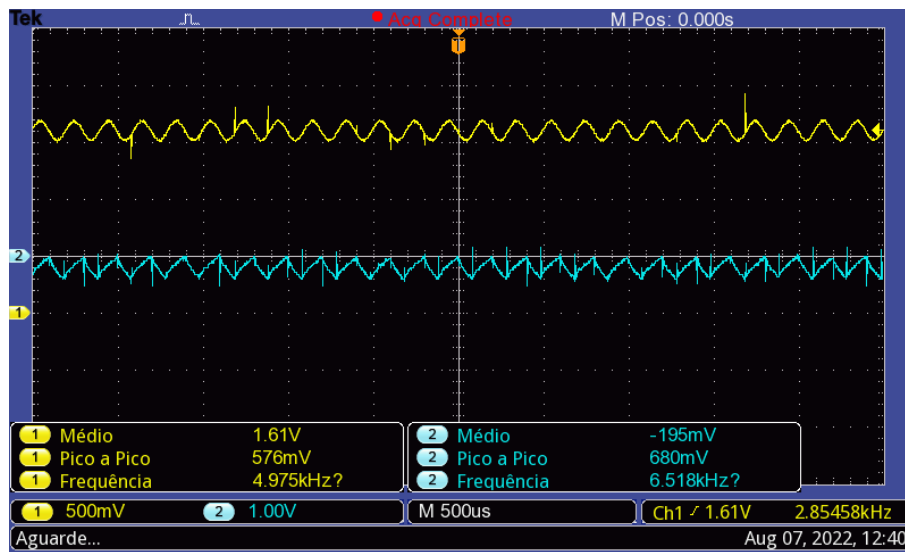 Tek Acq Complete M Pos: 0.000s
T
2
1
1 Médio 1.61V 2 Médio -195mV
1 Pico a Pico 576mV 2 Pico a Pico 680mV
1 Frequência 4.975kHz? 2 Frequência 6.518kHz?
1 500mV 2 1.00V M 500us Ch1 / 1.61V 2.85458kHz
Aguarde... Aug 07, 2022, 12:40